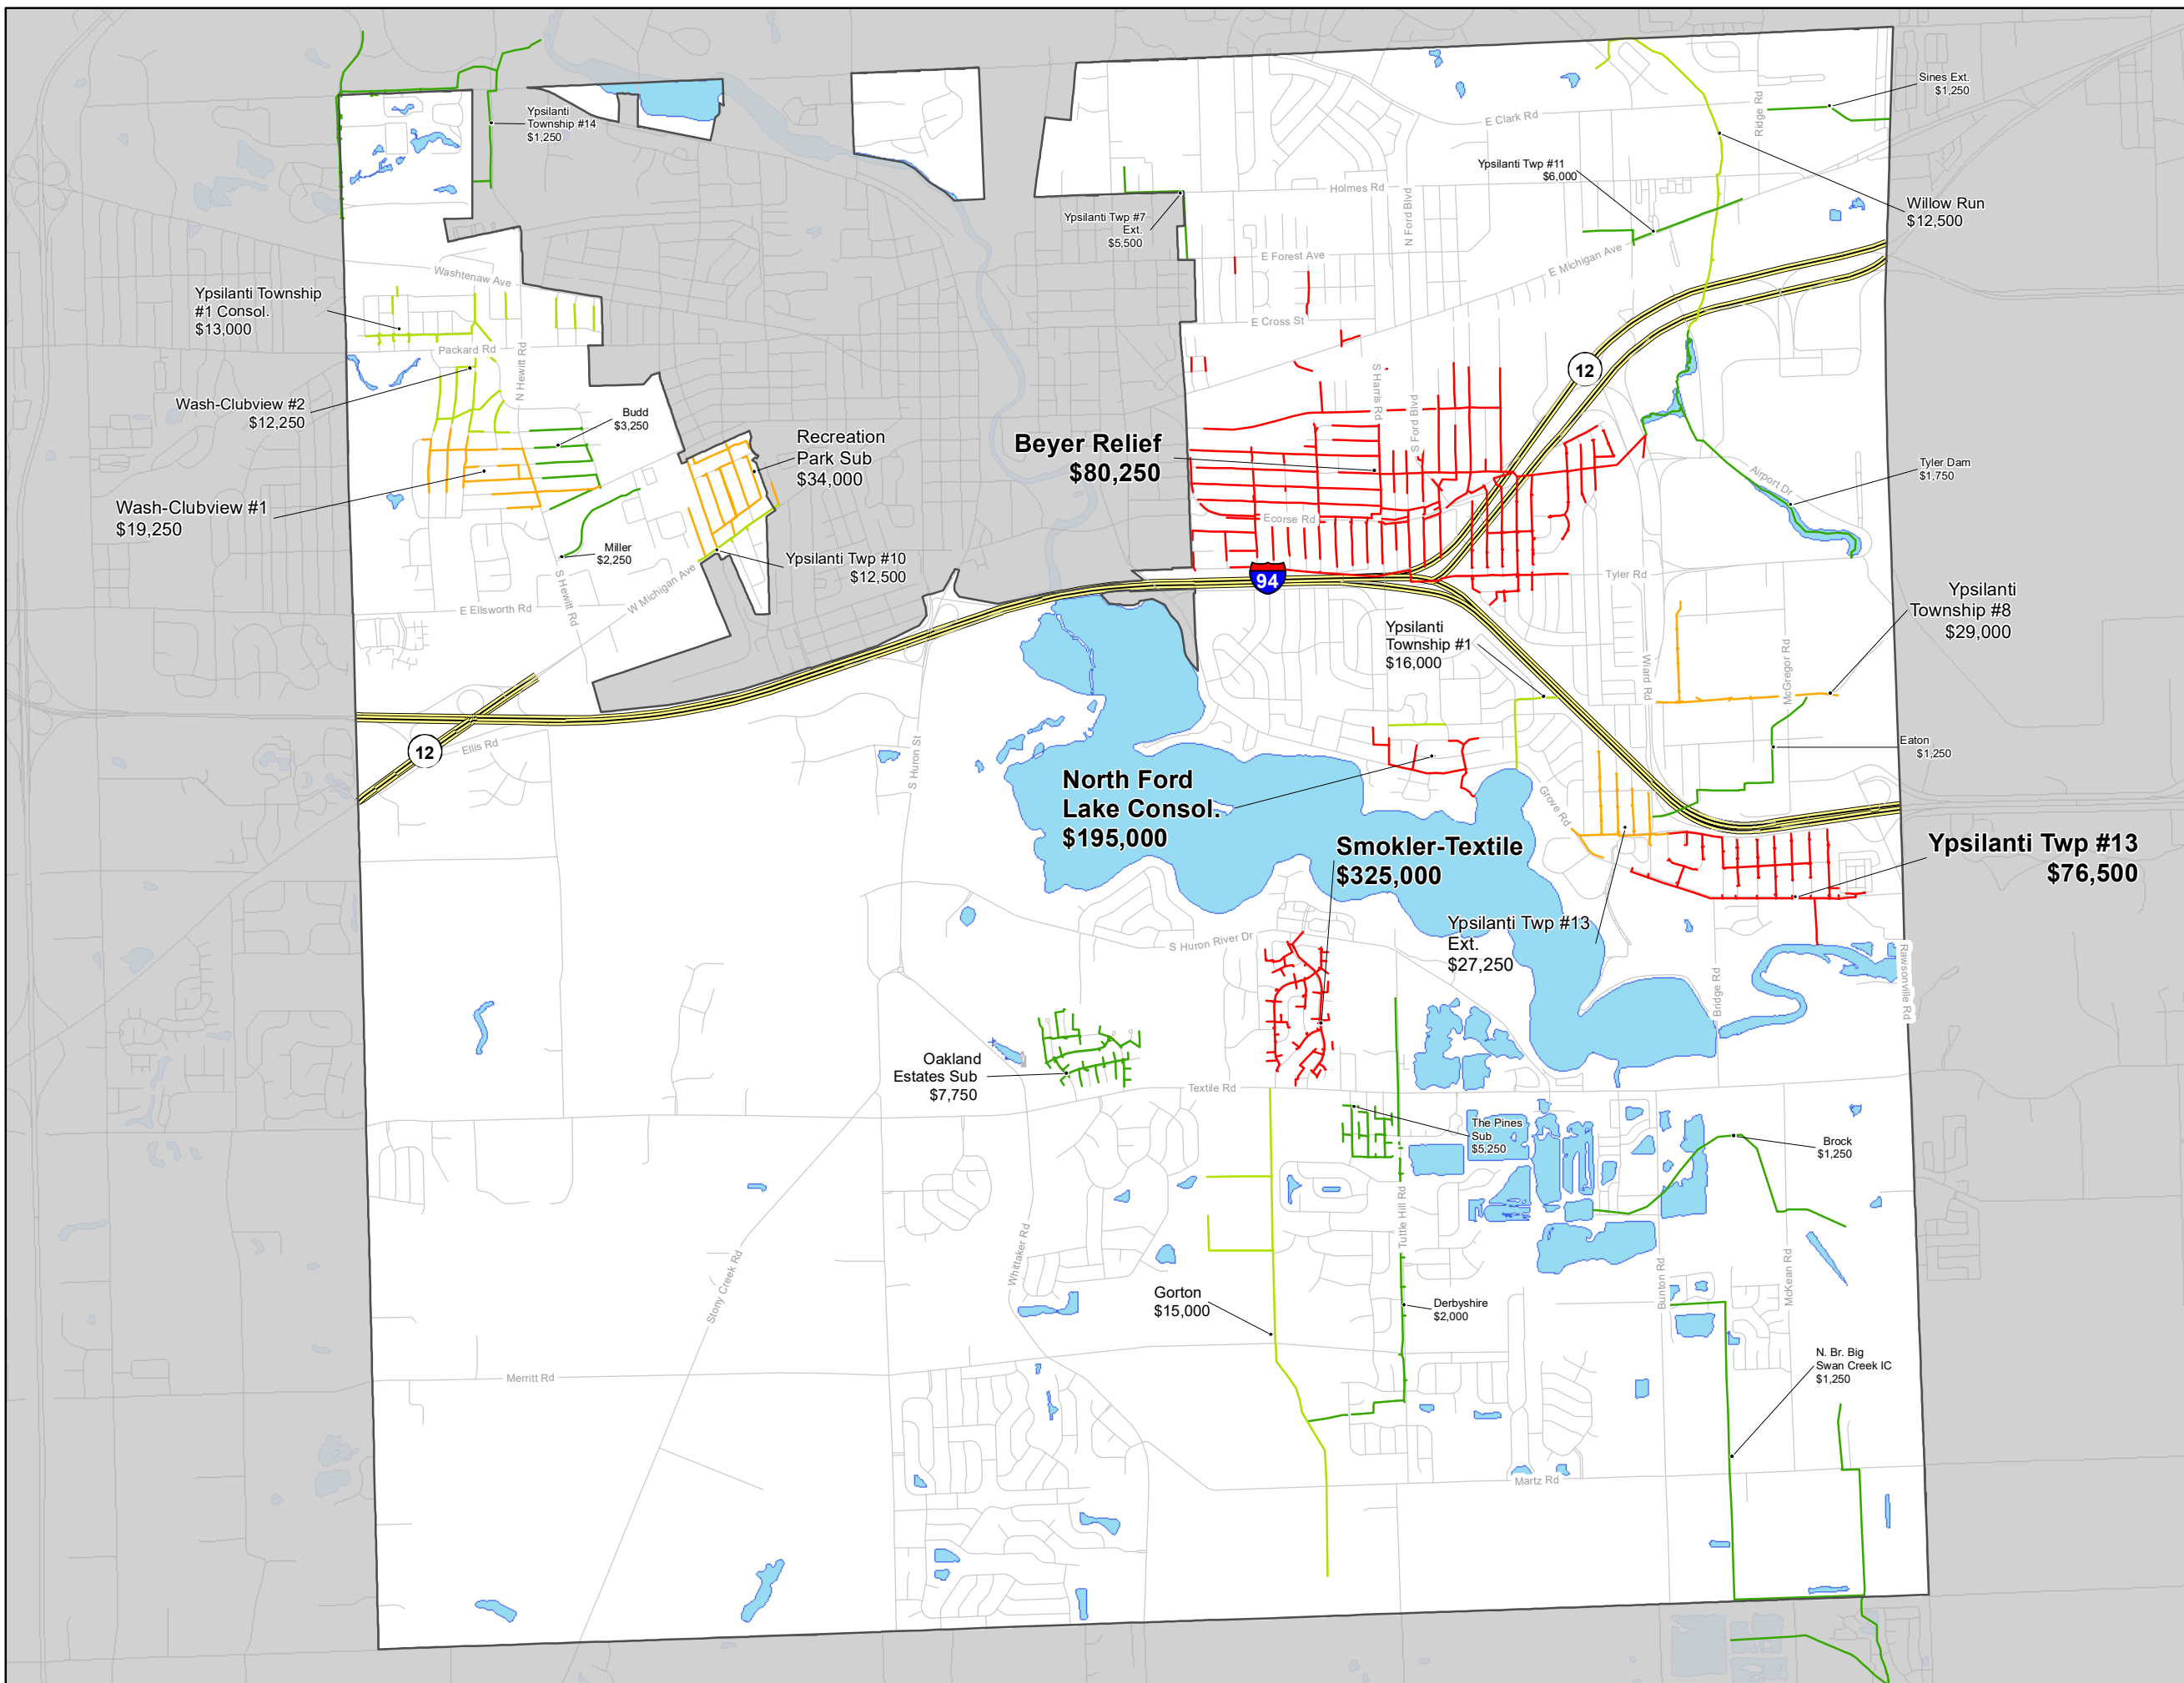 Sines Ext.
$1,250
Ypsilanti
Township #14
$1,250
E Clark Rd
Ridge Rd
Ypsilanti Twp #11
$6,000
Holmes Rd
N Ford Blvd
Willow Run
$12,500
Ypsilanti Twp #7
Ext.
$5,500
E Forest Ave
E Michigan Ave
Washtenaw Ave
Ypsilanti Township
#1 Consol.
$13,000
E Cross St
Packard Rd
N Hewitt Rd
12
S Harris Rd
S Ford Blvd
Wash-Clubview #2
$12,250
Budd
$3,250
Recreation
Park Sub
$34,000
Beyer Relief
$80,250
Tyler Dam
$1,750
Airport Dr
Wash-Clubview #1
$19,250
Ecorse Rd
Miller
$2,250
Ypsilanti Twp #10
$12,500
94
Tyler Rd
S Hewitt Rd
W Michigan Ave
E Ellsworth Rd
Ypsilanti
Township #8
$29,000
Ypsilanti
Township #1
$16,000
Wiard Rd
McGregor Rd
12
Ellis Rd
S Huron St
Eaton
$1,250
North Ford
Lake Consol.
$195,000
Grove Rd
Smokler-Textile
$325,000
Ypsilanti Twp #13
$76,500
Ypsilanti Twp #13
Ext.
$27,250
S Huron River Dr
Bridge Rd
Rawsonville Rd
Oakland
Estates Sub
$7,750
Textile Rd
The Pines
Sub
$5,250
Brock
$1,250
Tuttle Hill Rd
Whittaker Rd
Stony Creek Rd
Bunton Rd
McKean Rd
Gorton
$15,000
Derbyshire
$2,000
N. Br. Big
Swan Creek IC
$1,250
Merritt Rd
Martz Rd